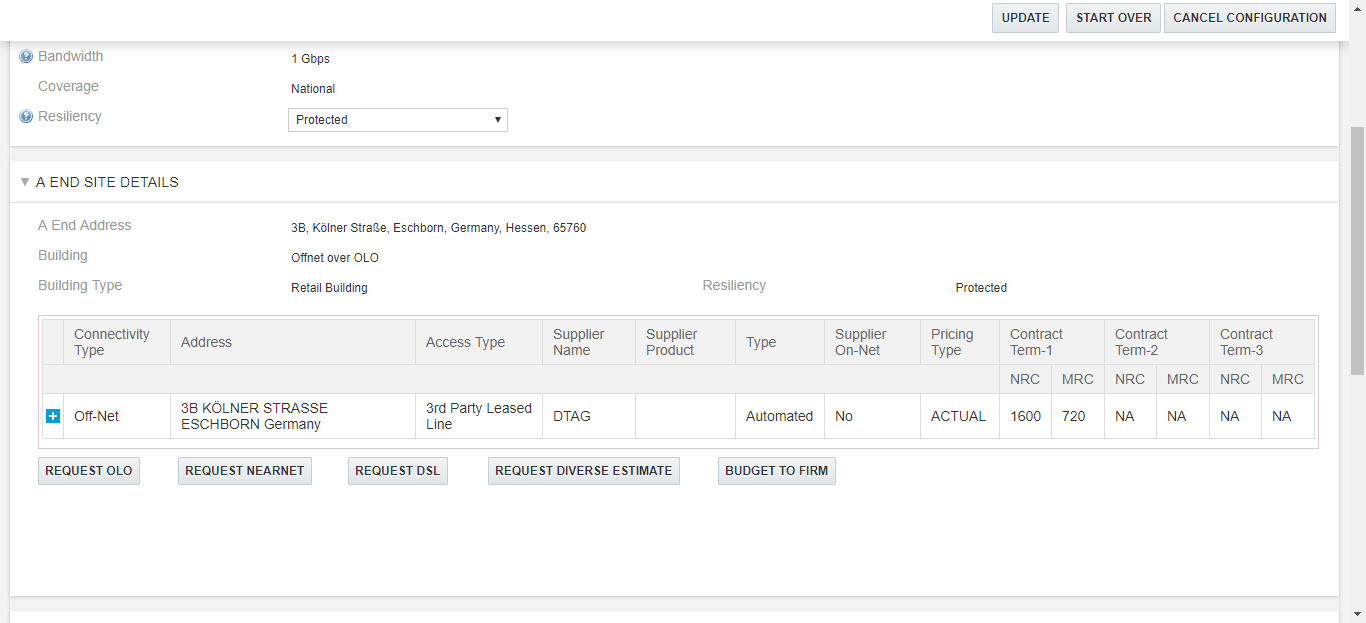 UPDATE START OVER CANCEL CONFIGURATION
Bandwidth 1 Gbps
Coverage National
Resiliency Protected
A END SITE DETAILS
A End Address 3B, Kölner Straße, Eschborn, Germany, Hessen, 65760
Building Offnet over OLO
Building Type Retail Building Resiliency Protected
Connectivity Type Address Access Type Supplier Name Supplier Product Type Supplier On-Net Pricing Type Contract Term-1 Contract Term-2 Contract Term-3
NRC MRC NRC MRC NRC MRC
Off-Net 3B KÖLNER STRASSE ESCHBORN Germany 3rd Party Leased Line DTAG Automated No ACTUAL 1600 720 NA NA NA NA
REQUEST OLO REQUEST NEARNET REQUEST DSL REQUEST DIVERSE ESTIMATE BUDGET TO FIRM